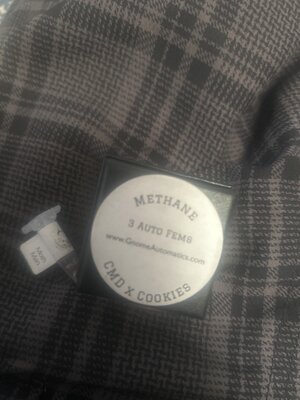 METHANE
3 AUTO FEMS
www.GnomeAutomatics.com
CMD X COOKIES